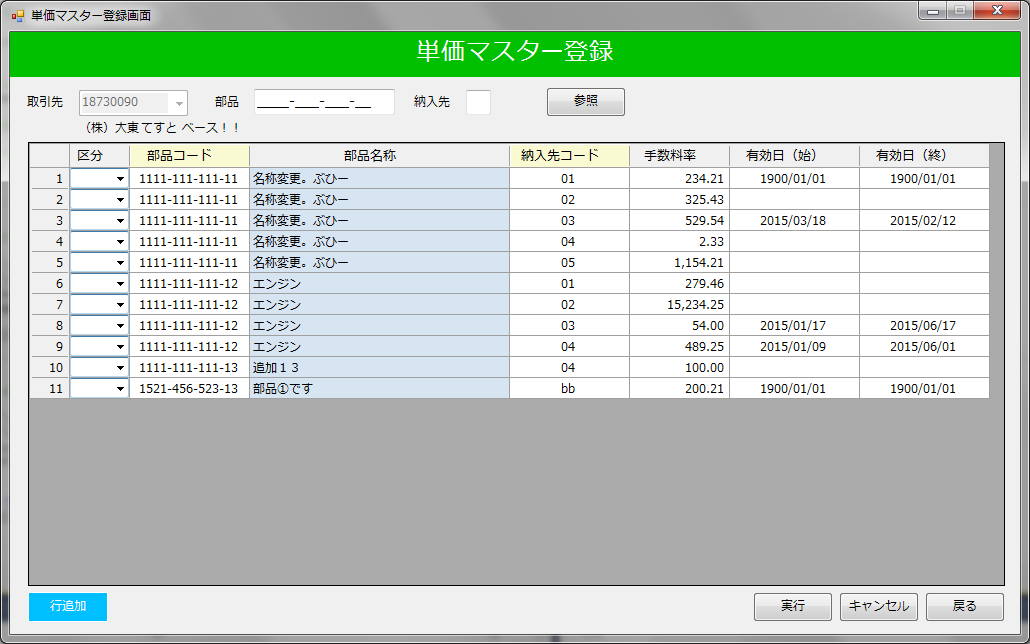 単価マスター登録画面
単価マスター登録
取引先 18730090 部品 _____-___-___-__ 納入先 参照
（株）大東てすと ベース！！
区分 部品コード 部品名称 納入先コード 手数料率 有効日（始） 有効日（終）
1 1111-111-111-11 名称変更。ぶひー 01 234.21 1900/01/01 1900/01/01
2 1111-111-111-11 名称変更。ぶひー 02 325.43
3 1111-111-111-11 名称変更。ぶひー 03 529.54 2015/03/18 2015/02/12
4 1111-111-111-11 名称変更。ぶひー 04 2.33
5 1111-111-111-11 名称変更。ぶひー 05 1,154.21
6 1111-111-111-12 エンジン 01 279.46
7 1111-111-111-12 エンジン 02 15,234.25
8 1111-111-111-12 エンジン 03 54.00 2015/01/17 2015/06/17
9 1111-111-111-12 エンジン 04 489.25 2015/01/09 2015/06/01
10 1111-111-111-13 追加１３ 04 100.00
11 1521-456-523-13 部品①です bb 200.21 1900/01/01 1900/01/01
行追加 実行 キャンセル 戻る